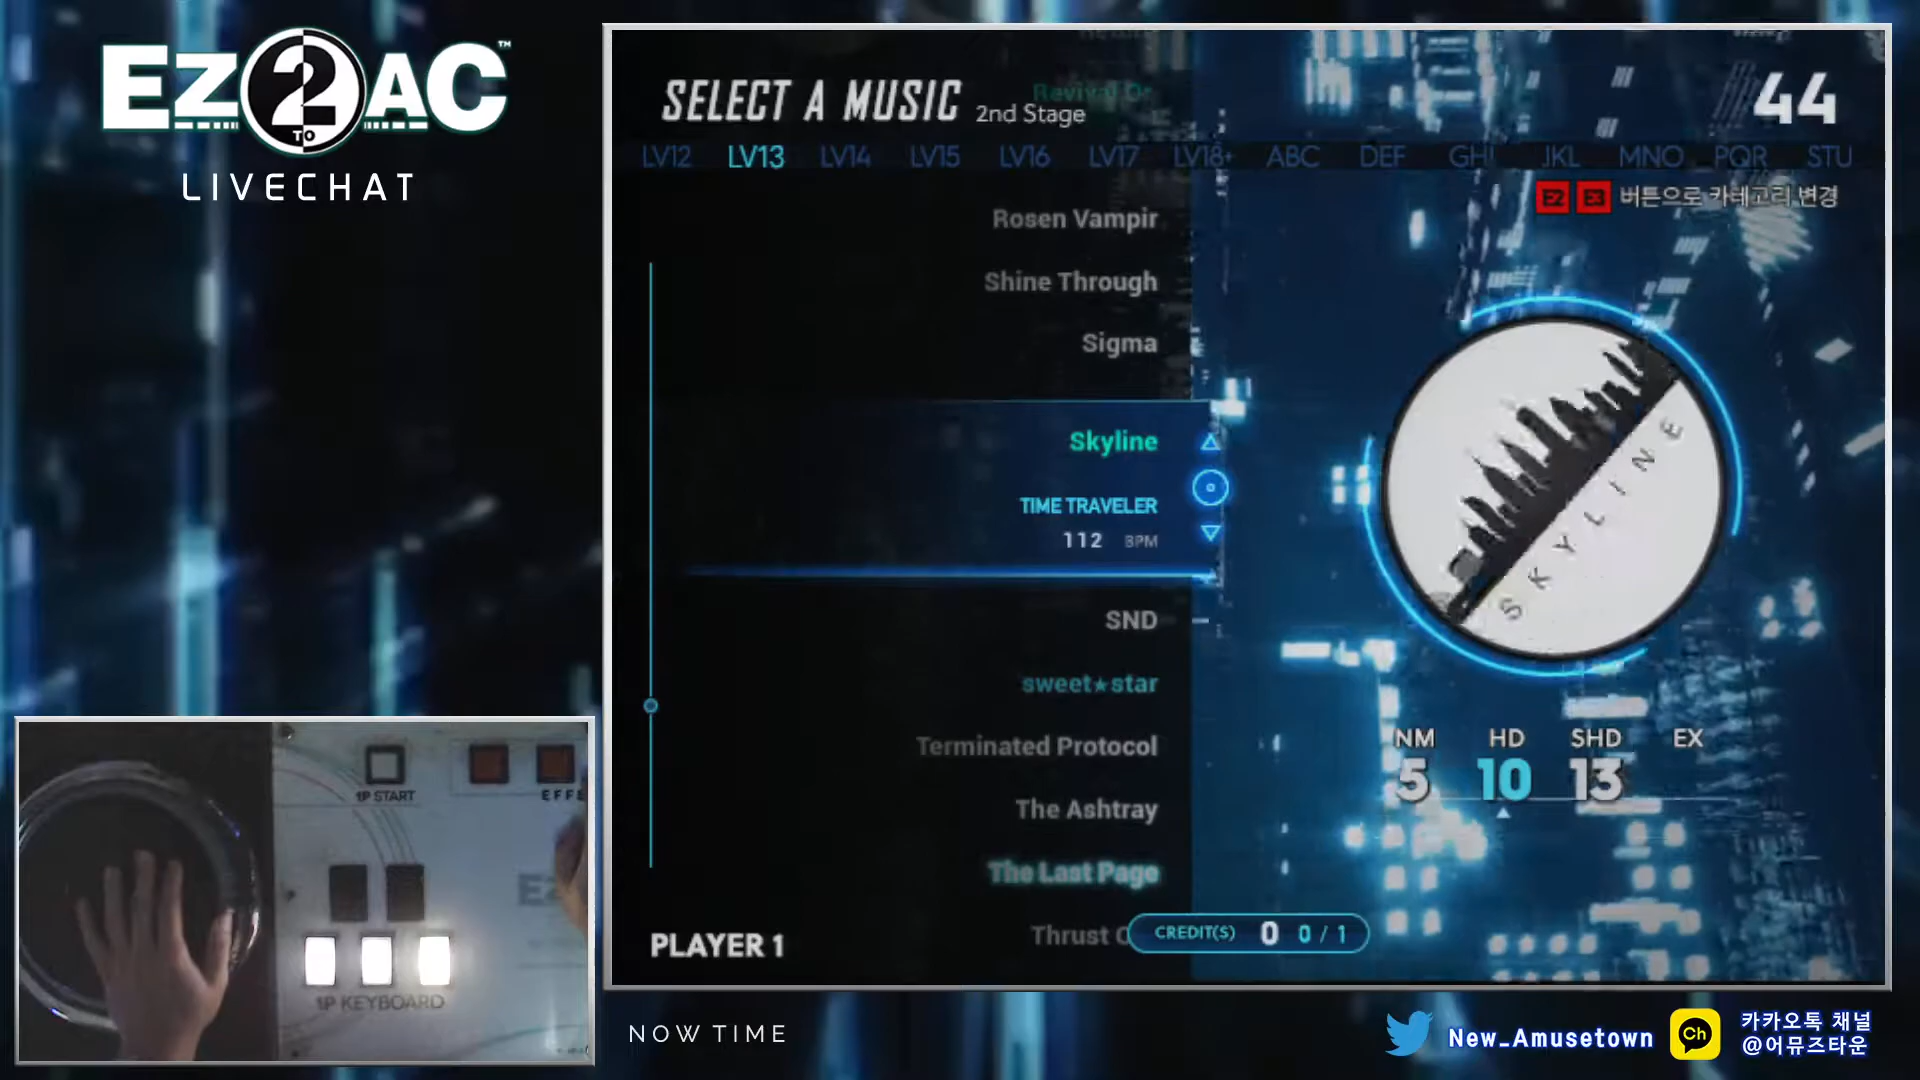 EZ2AC™
TO
LIVECHAT
SELECT A MUSIC 2nd Stage
44
LV12 LV13 LV14 LV15 LV16 LV17 LV18+ ABC DEF GHI JKL MNO PQR STU
E2 E3 버튼으로 카테고리 변경
Rosen Vampir
Shine Through
Sigma
Skyline
TIME TRAVELER
112 BPM
SKYLINE
SND
sweet★star
Terminated Protocol
The Ashtray
The Last Page
NM HD SHD EX
5 10 13
PLAYER 1
CREDIT(S) 0 0 / 1
1P START
1P KEYBOARD
NOW TIME
New_Amusetown
Ch
카카오톡 채널
@어뮤즈타운